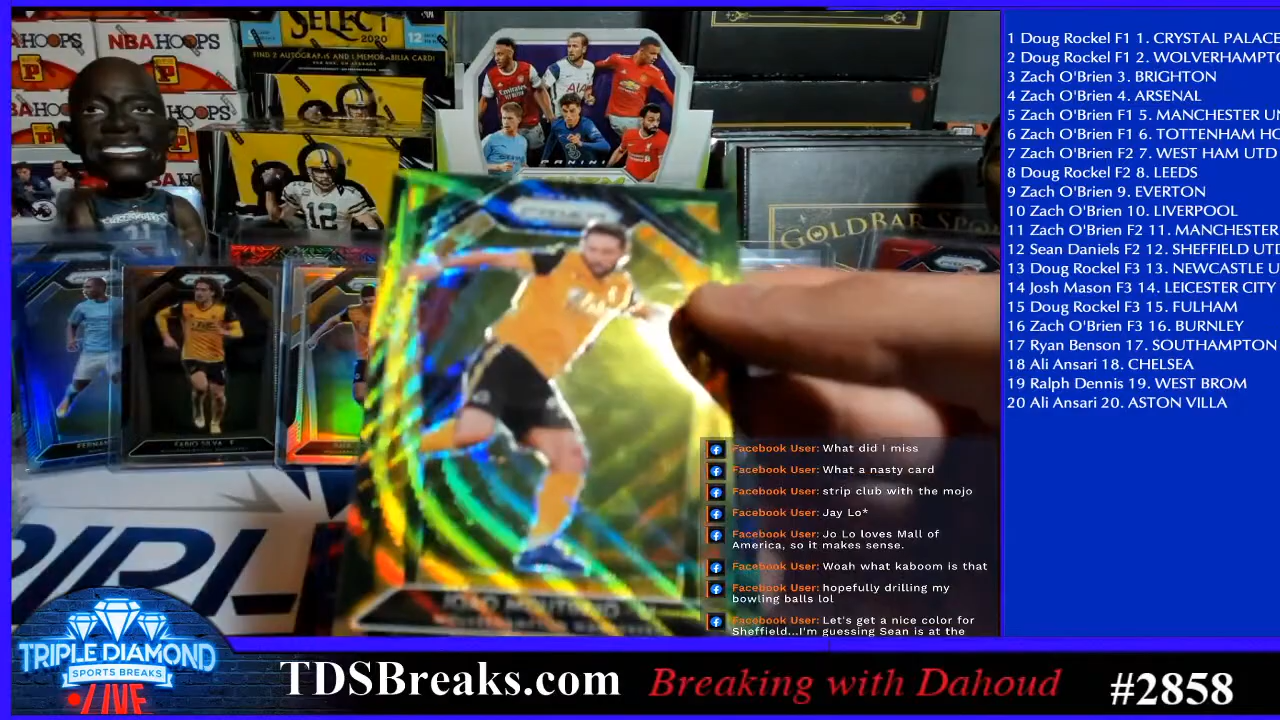 HOOPS
NBA HOOPS
SELECT
2020
12
FIND 2 AUTOGRAPHS AND 1 MEMORABILIA CARD!
PANINI
12
GOLDBAR SPO
PRIZM
FABIO SILVA
JOAO MOUTINHO
TRIPLE DIAMOND
SPORTS BREAKS
LIVE
TDSBreaks.com
Breaking with Dahoud
#2858
Facebook User: What did I miss
Facebook User: What a nasty card
Facebook User: strip club with the mojo
Facebook User: Jay Lo*
Facebook User: Jo Lo loves Mall of
America, so it makes sense.
Facebook User: Woah what kaboom is that
Facebook User: hopefully drilling my
bowling balls lol
Facebook User: Let's get a nice color for
Sheffield...I'm guessing Sean is at the
1 Doug Rockel F1 1. CRYSTAL PALACE
2 Doug Rockel F1 2. WOLVERHAMPTO
3 Zach O'Brien 3. BRIGHTON
4 Zach O'Brien 4. ARSENAL
5 Zach O'Brien F1 5. MANCHESTER UN
6 Zach O'Brien F1 6. TOTTENHAM HO
7 Zach O'Brien F2 7. WEST HAM UTD
8 Doug Rockel F2 8. LEEDS
9 Zach O'Brien 9. EVERTON
10 Zach O'Brien 10. LIVERPOOL
11 Zach O'Brien F2 11. MANCHESTER
12 Sean Daniels F2 12. SHEFFIELD UTD
13 Doug Rockel F3 13. NEWCASTLE U
14 Josh Mason F3 14. LEICESTER CITY
15 Doug Rockel F3 15. FULHAM
16 Zach O'Brien F3 16. BURNLEY
17 Ryan Benson 17. SOUTHAMPTON
18 Ali Ansari 18. CHELSEA
19 Ralph Dennis 19. WEST BROM
20 Ali Ansari 20. ASTON VILLA